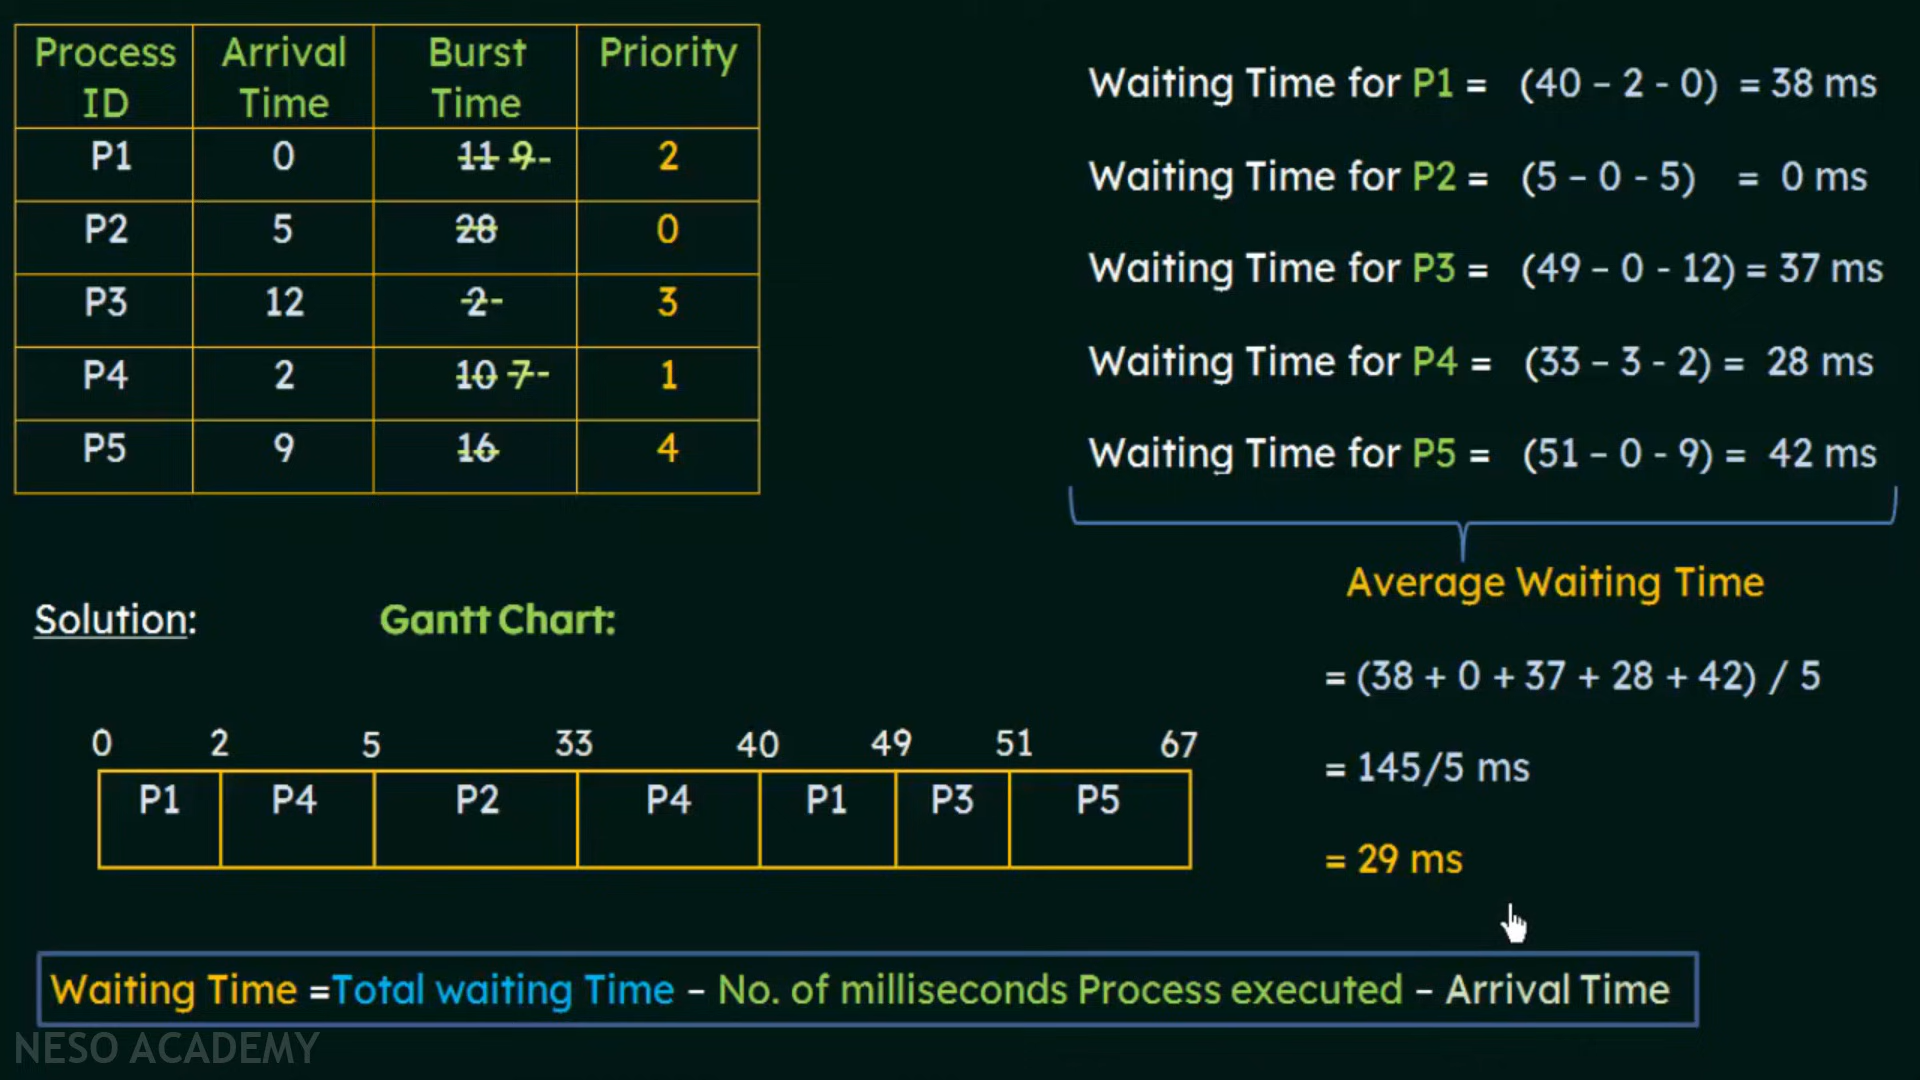 Process ID Arrival Time Burst Time Priority
P1 0 11 9 2
P2 5 28 0
P3 12 2 3
P4 2 10 7 1
P5 9 16 4
Waiting Time for P1 = (40 – 2 - 0) = 38 ms
Waiting Time for P2 = (5 – 0 - 5) = 0 ms
Waiting Time for P3 = (49 – 0 - 12) = 37 ms
Waiting Time for P4 = (33 – 3 - 2) = 28 ms
Waiting Time for P5 = (51 – 0 - 9) = 42 ms
Average Waiting Time
= (38 + 0 + 37 + 28 + 42) / 5
= 145/5 ms
= 29 ms
Solution: Gantt Chart:
0 2 5 33 40 49 51 67
P1 P4 P2 P4 P1 P3 P5
Waiting Time =Total waiting Time – No. of milliseconds Process executed – Arrival Time
NESO ACADEMY